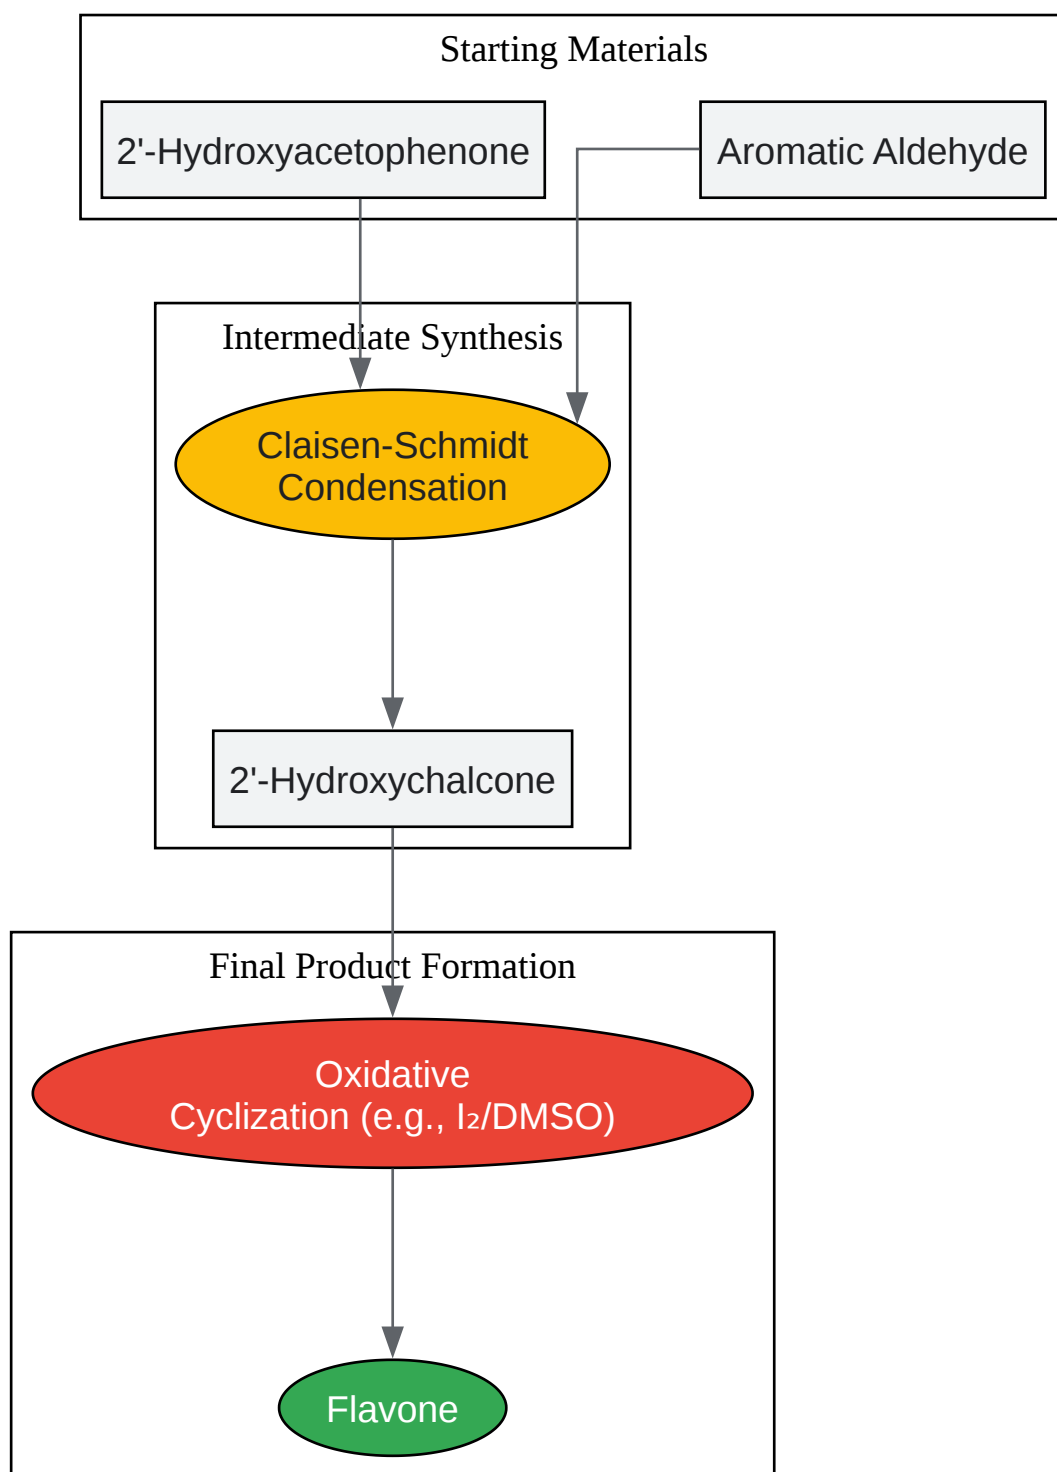 Starting Materials
2'-Hydroxyacetophenone
Aromatic Aldehyde
Intermediate Synthesis
Claisen-Schmidt
Condensation
2'-Hydroxychalcone
Final Product Formation
Oxidative
Cyclization (e.g., I₂/DMSO)
Flavone